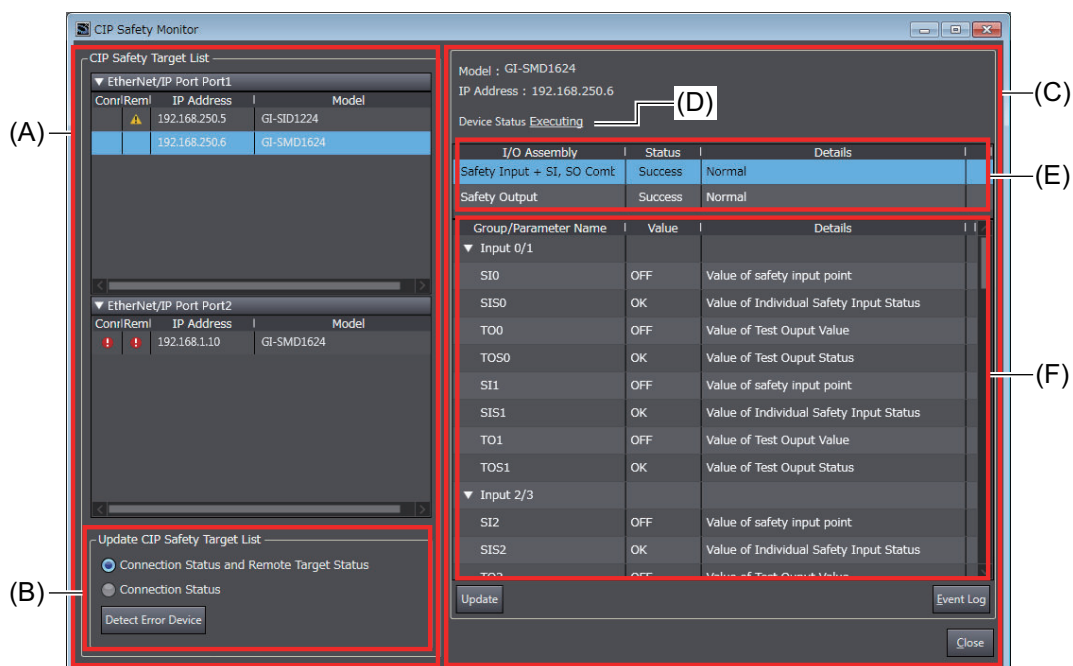 CIP Safety Monitor
CIP Safety Target List
▼ EtherNet/IP Port Port1
Conn Rem IP Address Model
192.168.250.5 GI-SID1224
192.168.250.6 GI-SMD1624
▼ EtherNet/IP Port Port2
Conn Rem IP Address Model
192.168.1.10 GI-SMD1624
Update CIP Safety Target List
Connection Status and Remote Target Status
Connection Status
Detect Error Device
Model : GI-SMD1624
IP Address : 192.168.250.6
Device Status Executing
I/O Assembly Status Details
Safety Input + SI, SO Comb Success Normal
Safety Output Success Normal
Group/Parameter Name Value Details
▼ Input 0/1
SI0 OFF Value of safety input point
SIS0 OK Value of Individual Safety Input Status
TO0 OFF Value of Test Ouput Value
TOS0 OK Value of Test Ouput Status
SI1 OFF Value of safety input point
SIS1 OK Value of Individual Safety Input Status
TO1 OFF Value of Test Ouput Value
TOS1 OK Value of Test Ouput Status
▼ Input 2/3
SI2 OFF Value of safety input point
SIS2 OK Value of Individual Safety Input Status
TO2 OFF Value of Test Ouput Value
Update
Event Log
Close
(A)
(B)
(C)
(D)
(E)
(F)